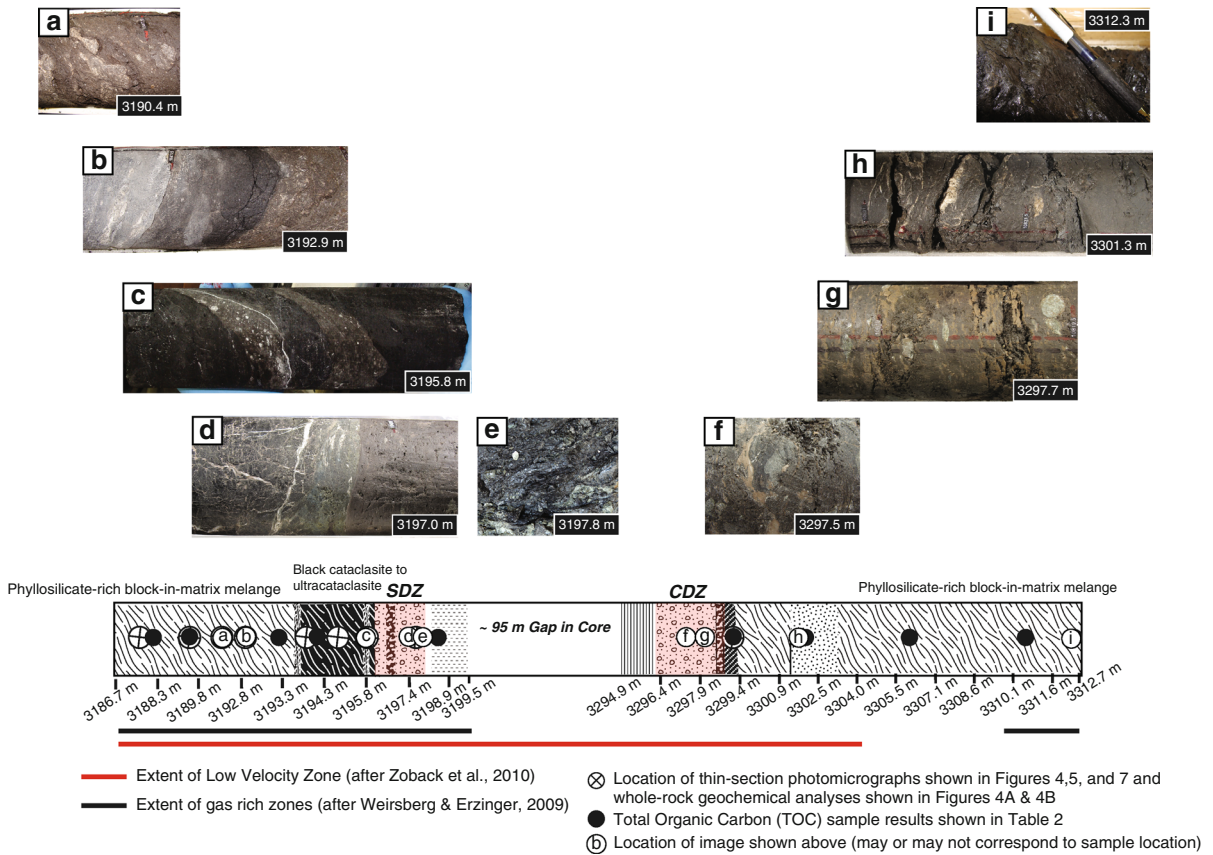 a
3190.4 m
i
3312.3 m
b
3192.9 m
h
3301.3 m
c
3195.8 m
g
3297.7 m
d
3197.0 m
e
3197.8 m
f
3297.5 m
Phyllosilicate-rich block-in-matrix melange
Black cataclasite to
ultracataclasite
SDZ
CDZ
Phyllosilicate-rich block-in-matrix melange
a b c d e
~ 95 m Gap in Core
f g h i
3186.7 m
3188.3 m
3189.8 m
3192.8 m
3193.3 m
3194.3 m
3195.8 m
3197.4 m
3198.9 m
3199.5 m
3294.9 m
3296.4 m
3297.9 m
3299.4 m
3300.9 m
3302.5 m
3304.0 m
3305.5 m
3307.1 m
3308.6 m
3310.1 m
3311.6 m
3312.7 m
Extent of Low Velocity Zone (after Zoback et al., 2010)
Extent of gas rich zones (after Weirsberg & Erzinger, 2009)
Location of thin-section photomicrographs shown in Figures 4,5, and 7 and
whole-rock geochemical analyses shown in Figures 4A & 4B
Total Organic Carbon (TOC) sample results shown in Table 2
b Location of image shown above (may or may not correspond to sample location)